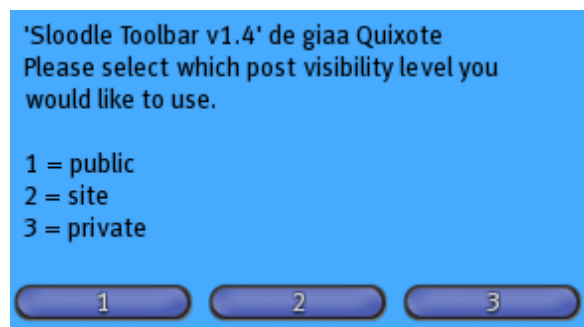 'Sloodle Toolbar v1.4' de giaa Quixote
Please select which post visibility level you
would like to use.
1 = public
2 = site
3 = private
1 2 3